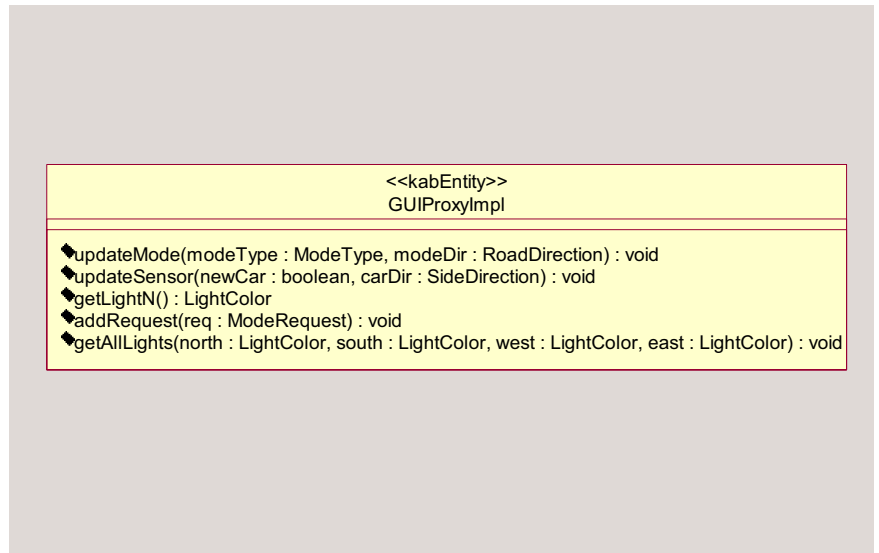 <<kabEntity>>
GUIProxyImpl
updateMode(modeType : ModeType, modeDir : RoadDirection) : void
updateSensor(newCar : boolean, carDir : SideDirection) : void
getLightN() : LightColor
addRequest(req : ModeRequest) : void
getAllLights(north : LightColor, south : LightColor, west : LightColor, east : LightColor) : void